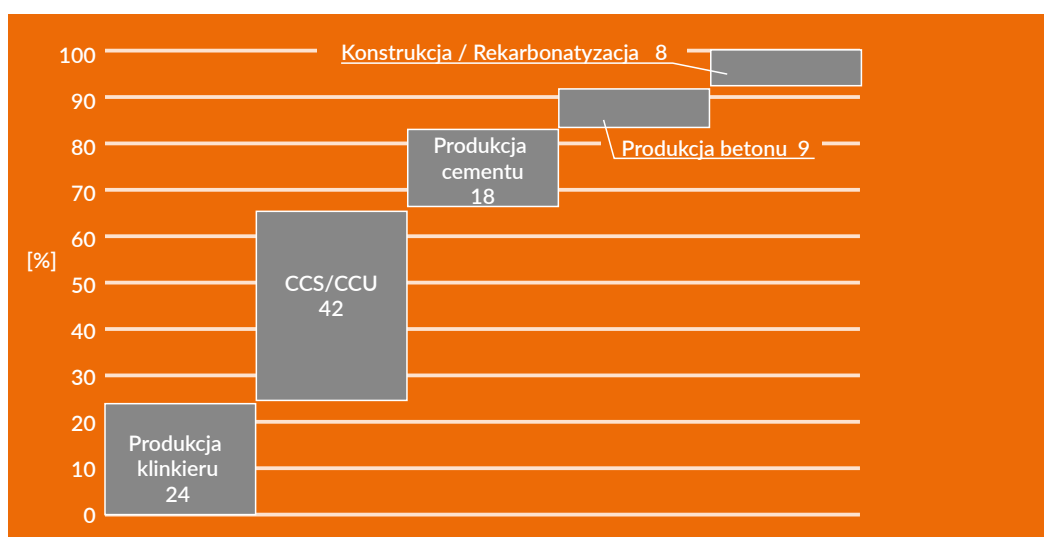 100
90
80
70
60
50
40
30
20
10
0
[%]
Konstrukcja / Rekarbonatyzacja 8
Produkcja betonu 9
Produkcja
cementu
18
CCS/CCU
42
Produkcja
klinkieru
24